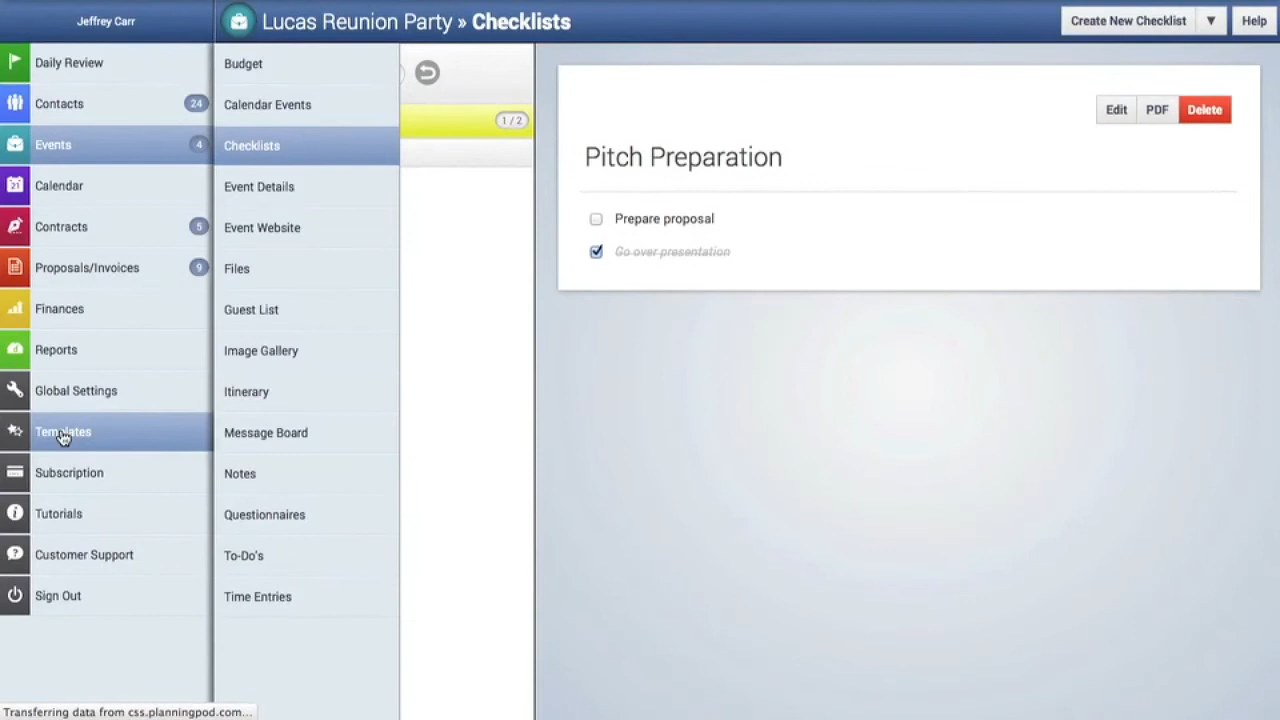 Jeffrey Carr
Lucas Reunion Party » Checklists
Create New Checklist ▼
Help
Daily Review
Contacts 24
Events 4
21 Calendar
Contracts 5
Proposals/Invoices 9
Finances
Reports
Global Settings
Templates
Subscription
Tutorials
Customer Support
Sign Out
Budget
Calendar Events
Checklists
Event Details
Event Website
Files
Guest List
Image Gallery
Itinerary
Message Board
Notes
Questionnaires
To-Do's
Time Entries
1 / 2
Edit PDF Delete
Pitch Preparation
Prepare proposal
Go over presentation
Transferring data from css.planningpod.com...